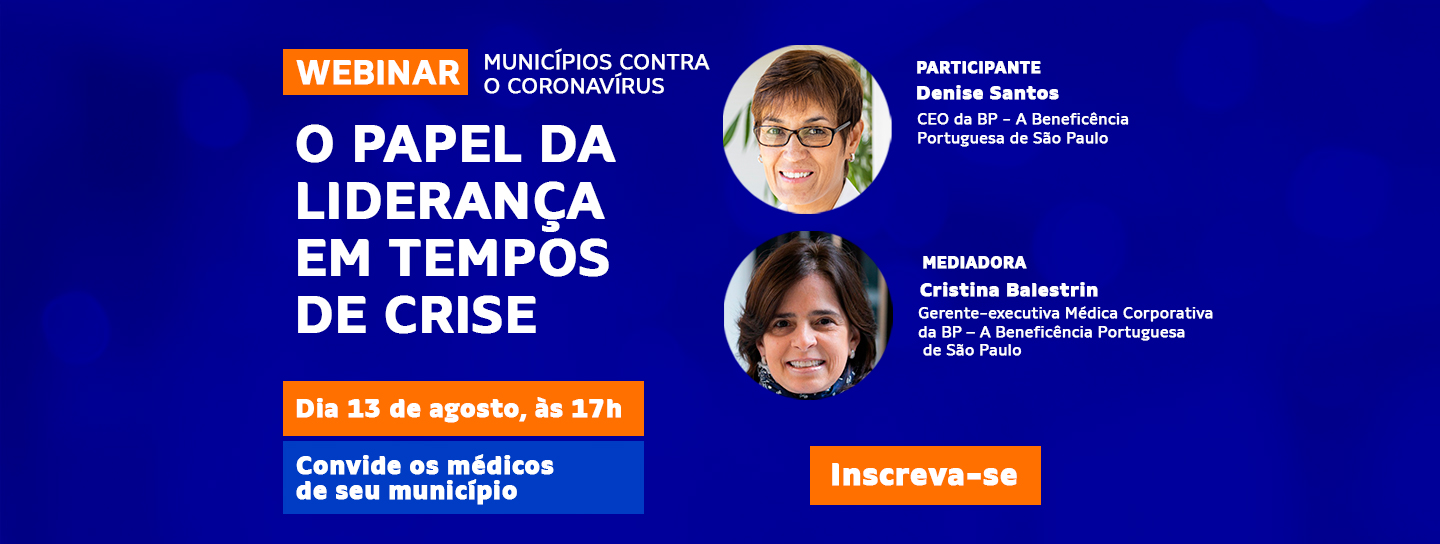 WEBINAR
MUNICÍPIOS CONTRA
O CORONAVÍRUS
O PAPEL DA
LIDERANÇA
EM TEMPOS
DE CRISE
Dia 13 de agosto, às 17h
Convide os médicos
de seu município
PARTICIPANTE
Denise Santos
CEO da BP - A Beneficência
Portuguesa de São Paulo
MEDIADORA
Cristina Balestrin
Gerente-executiva Médica Corporativa
da BP – A Beneficência Portuguesa
de São Paulo
Inscreva-se